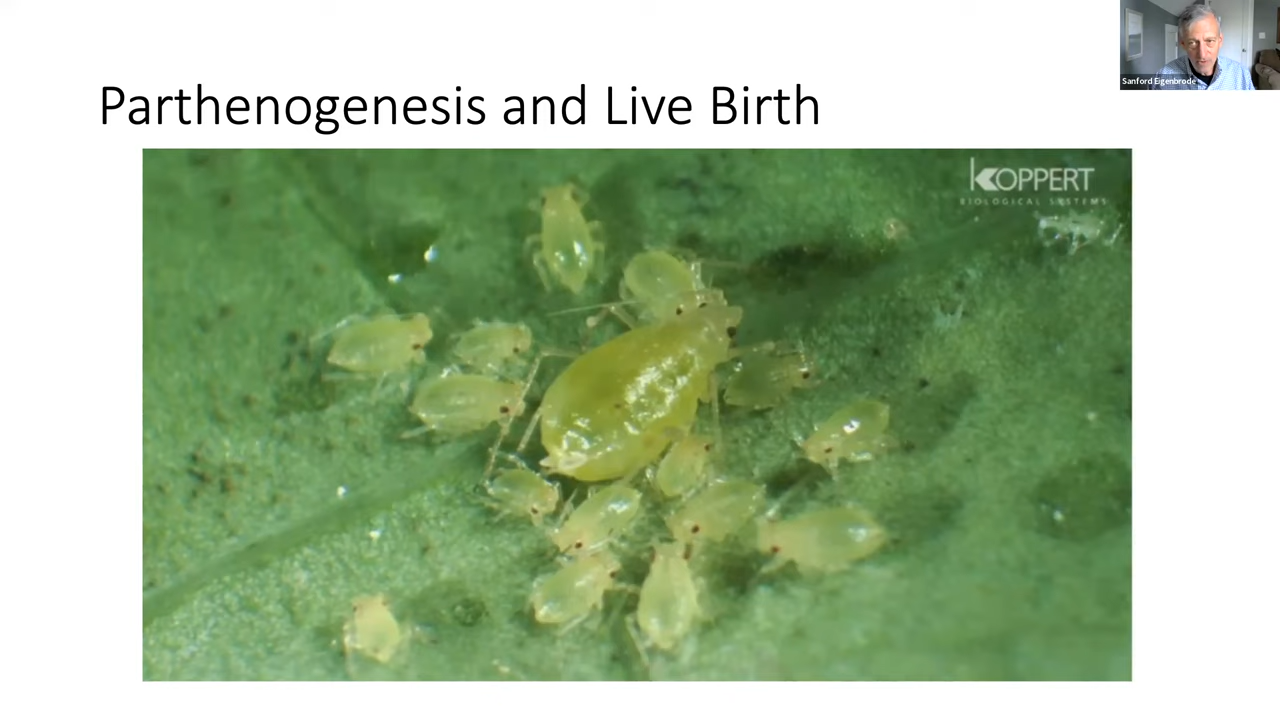 Sanford Eigenbrode
Parthenogenesis and Live Birth
KOPPERT
BIOLOGICAL SYSTEMS